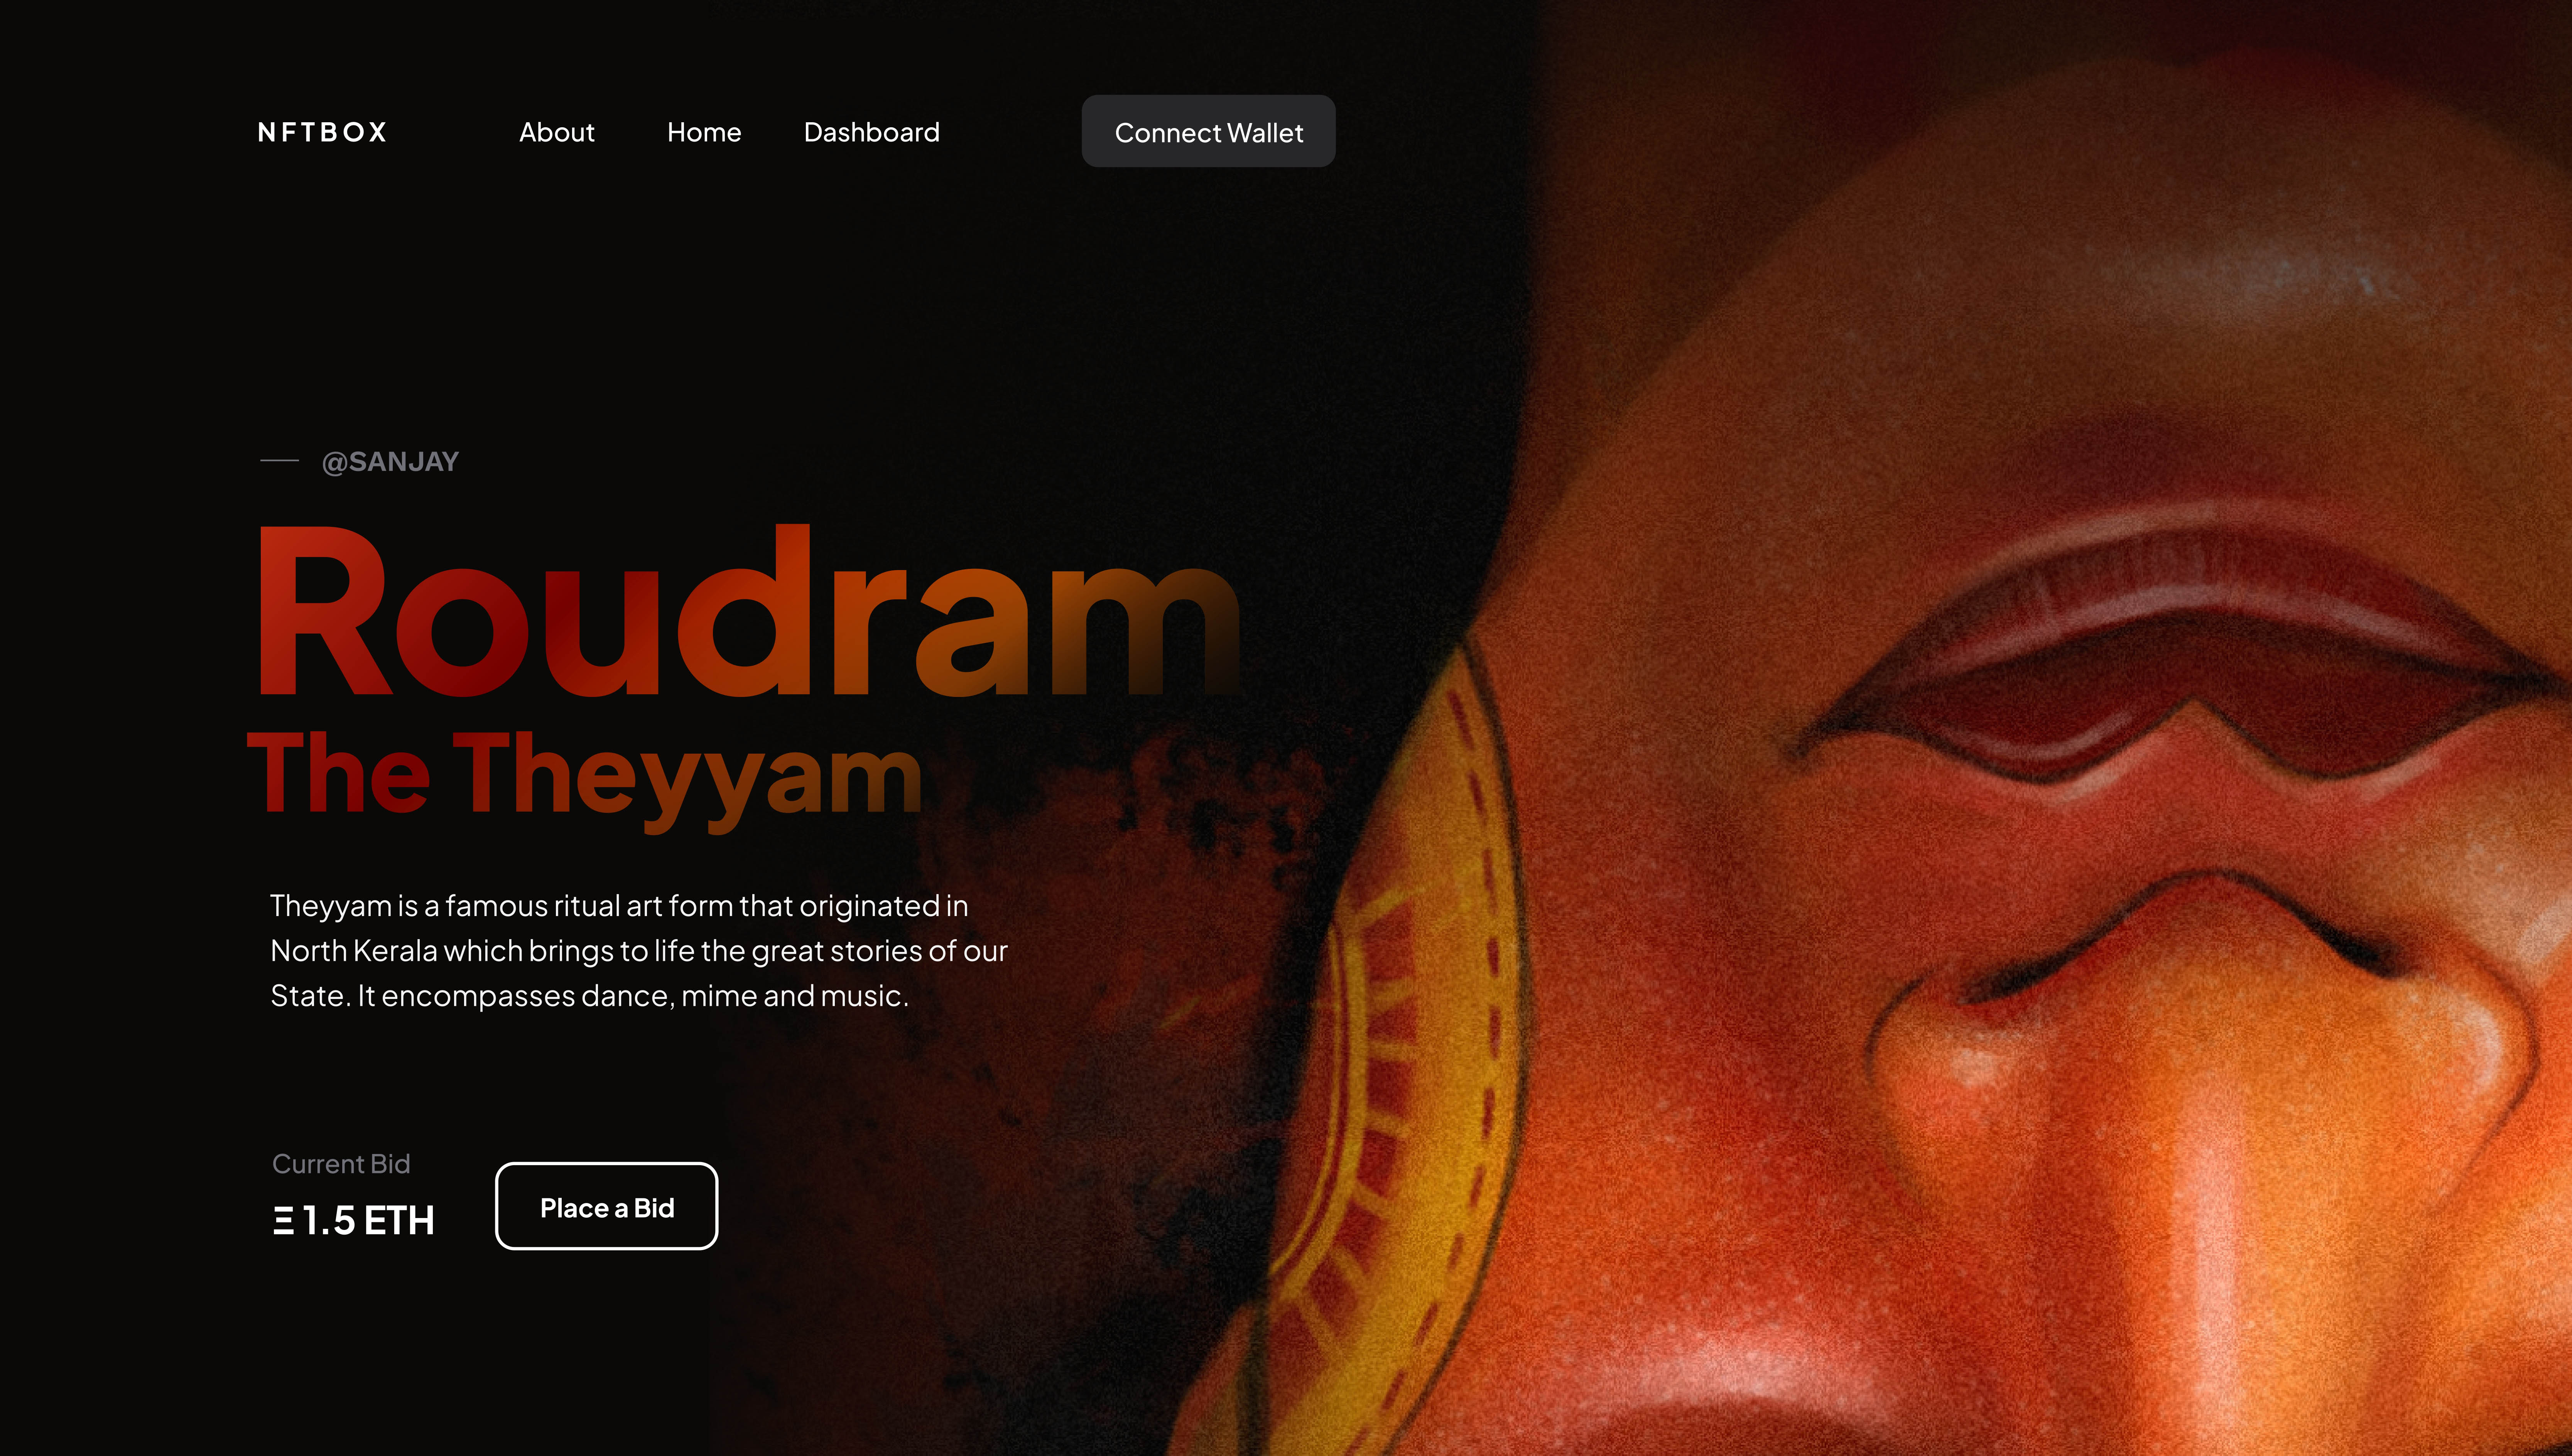 NFTBOX About Home Dashboard Connect Wallet
@SANJAY
Roudram
The Theyyam
Theyyam is a famous ritual art form that originated in
North Kerala which brings to life the great stories of our
State. It encompasses dance, mime and music.
Current Bid
Ξ 1.5 ETH
Place a Bid